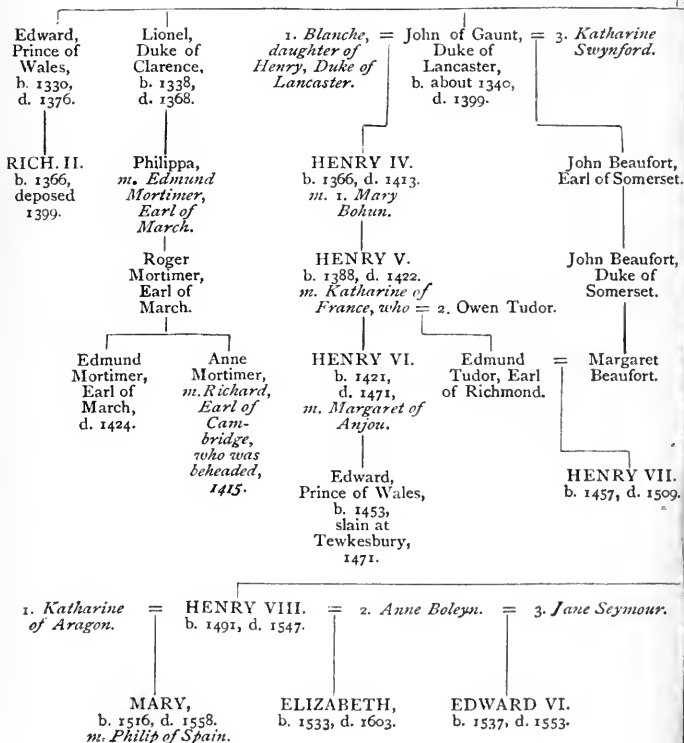 Edward,
Prince of
Wales,
b. 1330,
d. 1376.
Lionel,
Duke of
Clarence,
b. 1338,
d. 1368.
1. Blanche,
daughter of
Henry, Duke of
Lancaster.
=
John of Gaunt,
Duke of
Lancaster,
b. about 1340,
d. 1399.
=
3. Katharine
Swynford.
RICH. II.
b. 1366,
deposed
1399.
Philippa,
m. Edmund
Mortimer,
Earl of
March.
HENRY IV.
b. 1366, d. 1413.
m. 1. Mary
Bohun.
John Beaufort,
Earl of Somerset.
Roger
Mortimer,
Earl of
March.
HENRY V.
b. 1388, d. 1422.
m. Katharine of
France, who = 2. Owen Tudor.
John Beaufort,
Duke of
Somerset.
Edmund
Mortimer,
Earl of
March,
d. 1424.
Anne
Mortimer,
m. Richard,
Earl of
Cam-
bridge,
who was
beheaded,
1415.
HENRY VI.
b. 1421,
d. 1471,
m. Margaret of
Anjou.
Edmund
Tudor, Earl
of Richmond.
=
Margaret
Beaufort.
Edward,
Prince of Wales,
b. 1453,
slain at
Tewkesbury,
1471.
HENRY VII.
b. 1457, d. 1509.
1. Katharine
of Aragon.
=
HENRY VIII.
b. 1491, d. 1547.
=
2. Anne Boleyn.
=
3. Jane Seymour.
MARY,
b. 1516, d. 1558.
m. Philip of Spain.
ELIZABETH,
b. 1533, d. 1603.
EDWARD VI.
b. 1537, d. 1553.